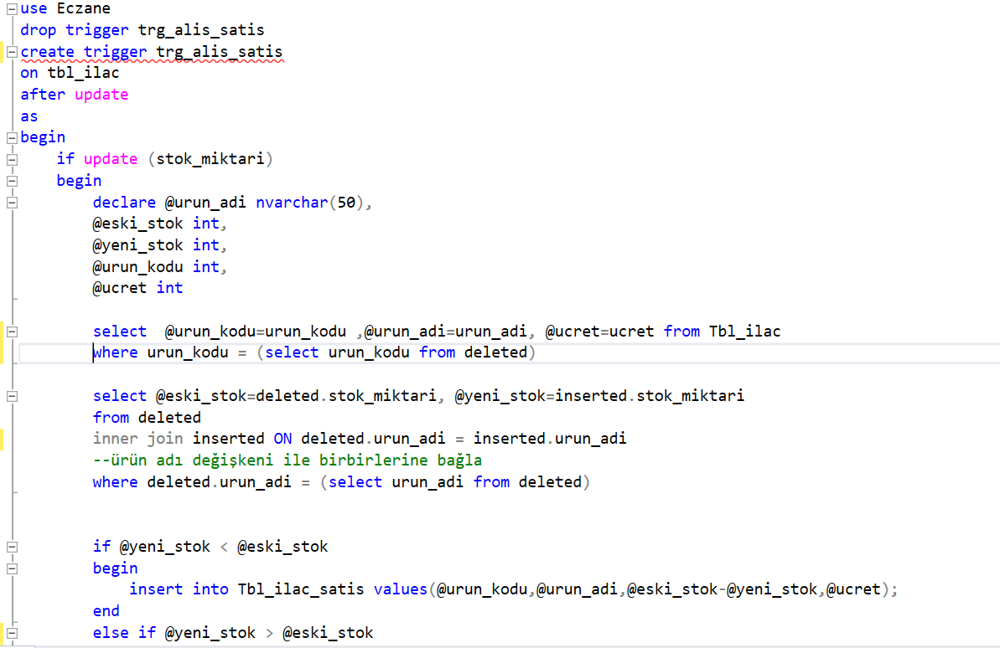 use Eczane
drop trigger trg_alis_satis
create trigger trg_alis_satis
on tbl_ilac
after update
as
begin
if update (stok_miktari)
begin
declare @urun_adi nvarchar(50),
@eski_stok int,
@yeni_stok int,
@urun_kodu int,
@ucret int
select  @urun_kodu=urun_kodu ,@urun_adi=urun_adi, @ucret=ucret from Tbl_ilac
where urun_kodu = (select urun_kodu from deleted)
select @eski_stok=deleted.stok_miktari, @yeni_stok=inserted.stok_miktari
from deleted
inner join inserted ON deleted.urun_adi = inserted.urun_adi
--ürün adı değişkeni ile birbirlerine bağla
where deleted.urun_adi = (select urun_adi from deleted)
if @yeni_stok < @eski_stok
begin
insert into Tbl_ilac_satis values(@urun_kodu,@urun_adi,@eski_stok-@yeni_stok,@ucret);
end
else if @yeni_stok > @eski_stok